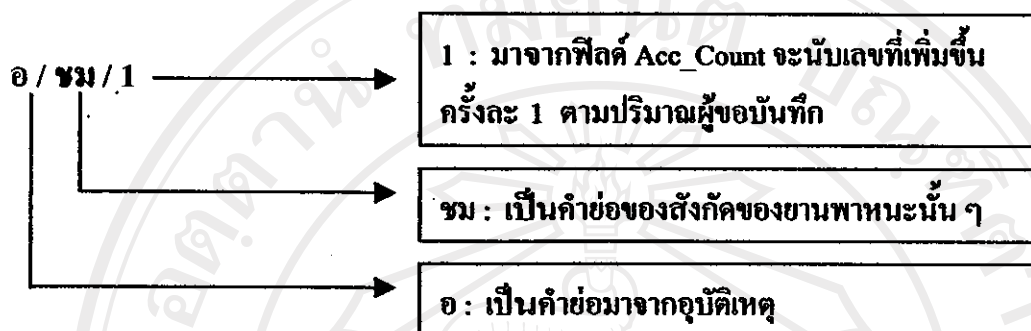 อ / ชม / 1
1 : มาจากฟิลด์ Acc_Count จะนับเลขที่เพิ่มขึ้น
ครั้งละ 1 ตามปริมาณผู้ขอบันทึก
ชม : เป็นคำย่อของสังกัดของยานพาหนะนั้น ๆ
อ : เป็นคำย่อมาจากอุบัติเหตุ